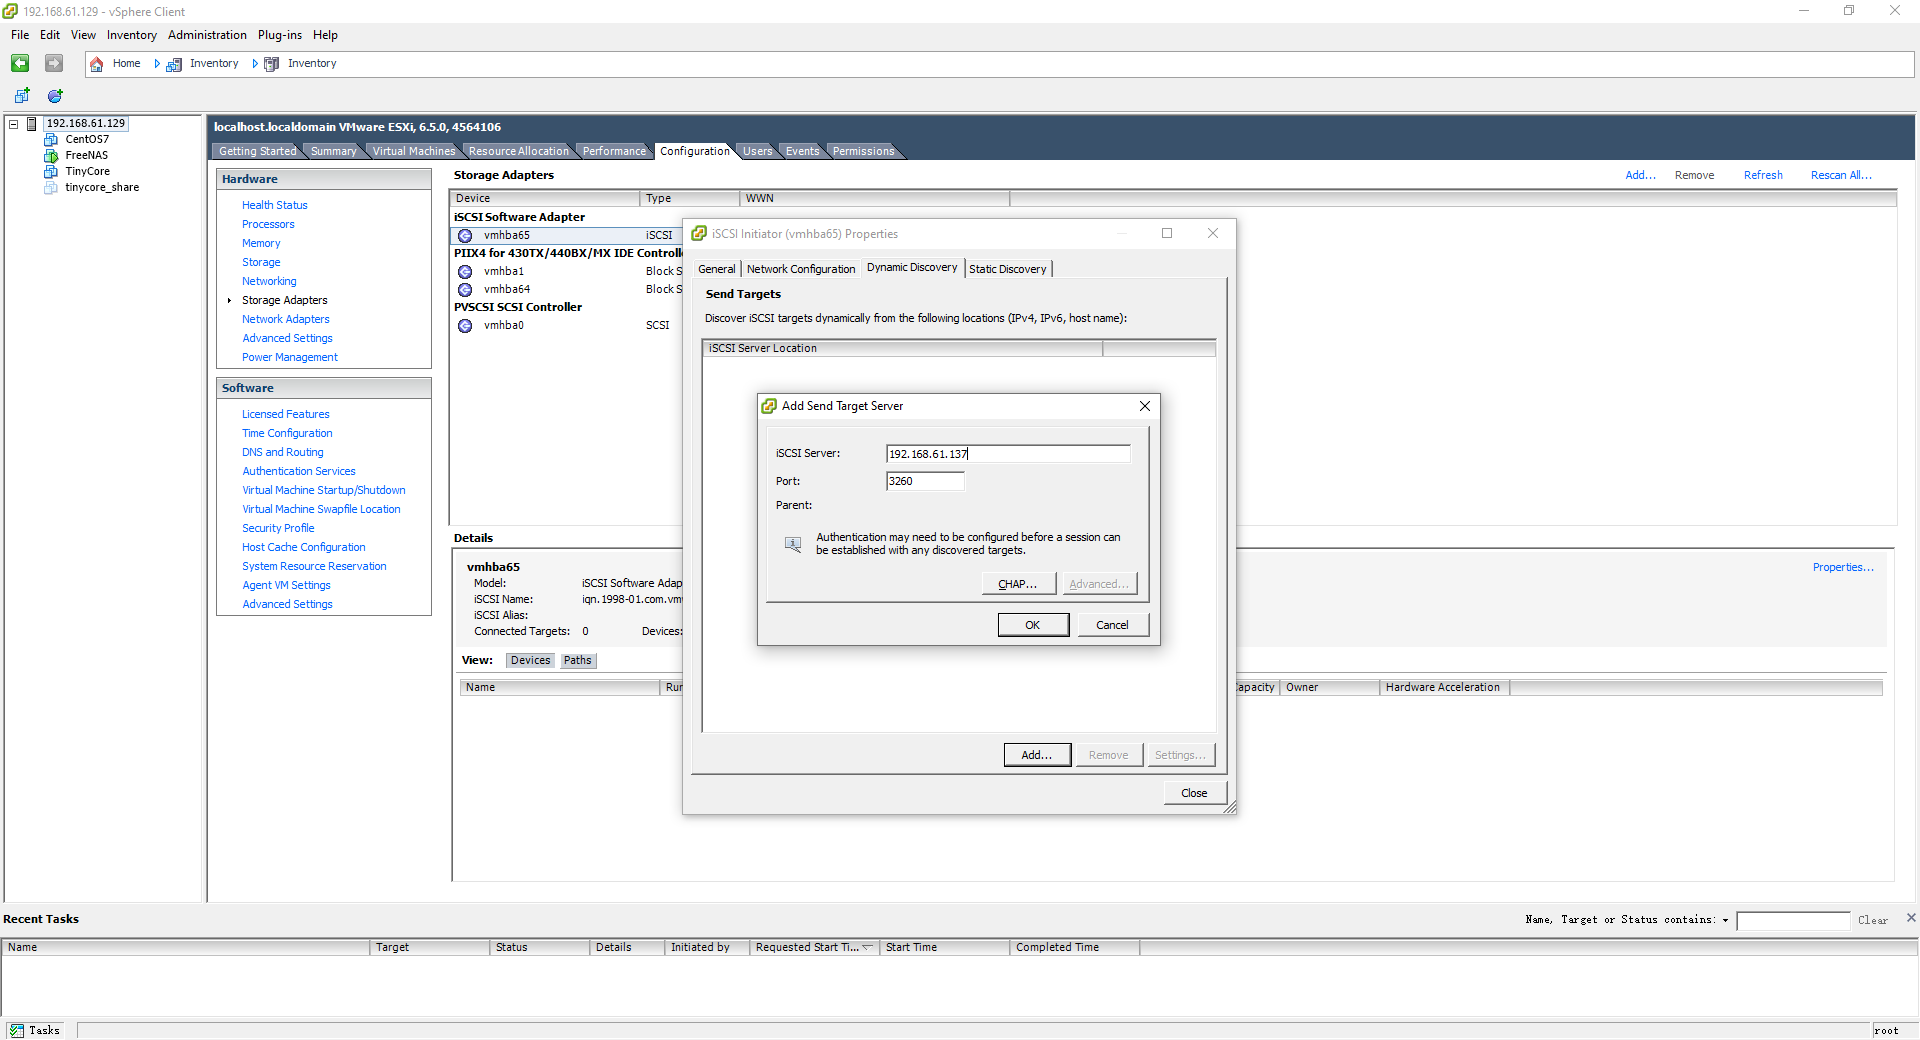 192.168.61.129 - vSphere Client
File Edit View Inventory Administration Plug-ins Help
Home Inventory Inventory
192.168.61.129
CentOS7
FreeNAS
TinyCore
tinycore_share
localhost.localdomain VMware ESXi, 6.5.0, 4564106
Getting Started Summary Virtual Machines Resource Allocation Performance Configuration Users Events Permissions
Hardware
Health Status
Processors
Memory
Storage
Networking
Storage Adapters
Network Adapters
Advanced Settings
Power Management
Software
Licensed Features
Time Configuration
DNS and Routing
Authentication Services
Virtual Machine Startup/Shutdown
Virtual Machine Swapfile Location
Security Profile
Host Cache Configuration
System Resource Reservation
Agent VM Settings
Advanced Settings
Storage Adapters
Add... Remove Refresh Rescan All...
Device Type WWN
iSCSI Software Adapter
vmhba65 iSCSI
PIIX4 for 430TX/440BX/MX IDE Controll
vmhba1 Block S
vmhba64 Block S
PVSCSI SCSI Controller
vmhba0 SCSI
Details
vmhba65
Properties...
Model: iSCSI Software Adap
iSCSI Name: iqn.1998-01.com.vm
iSCSI Alias:
Connected Targets: 0 Devices:
View: Devices Paths
Name Run Capacity Owner Hardware Acceleration
iSCSI Initiator (vmhba65) Properties
General Network Configuration Dynamic Discovery Static Discovery
Send Targets
Discover iSCSI targets dynamically from the following locations (IPv4, IPv6, host name):
iSCSI Server Location
Add Send Target Server
iSCSI Server: 192.168.61.137
Port: 3260
Parent:
Authentication may need to be configured before a session can
be established with any discovered targets.
CHAP... Advanced...
OK Cancel
Add... Remove Settings...
Close
Recent Tasks
Name, Target or Status contains: Clear
Name Target Status Details Initiated by Requested Start Ti... Start Time Completed Time
Tasks
root